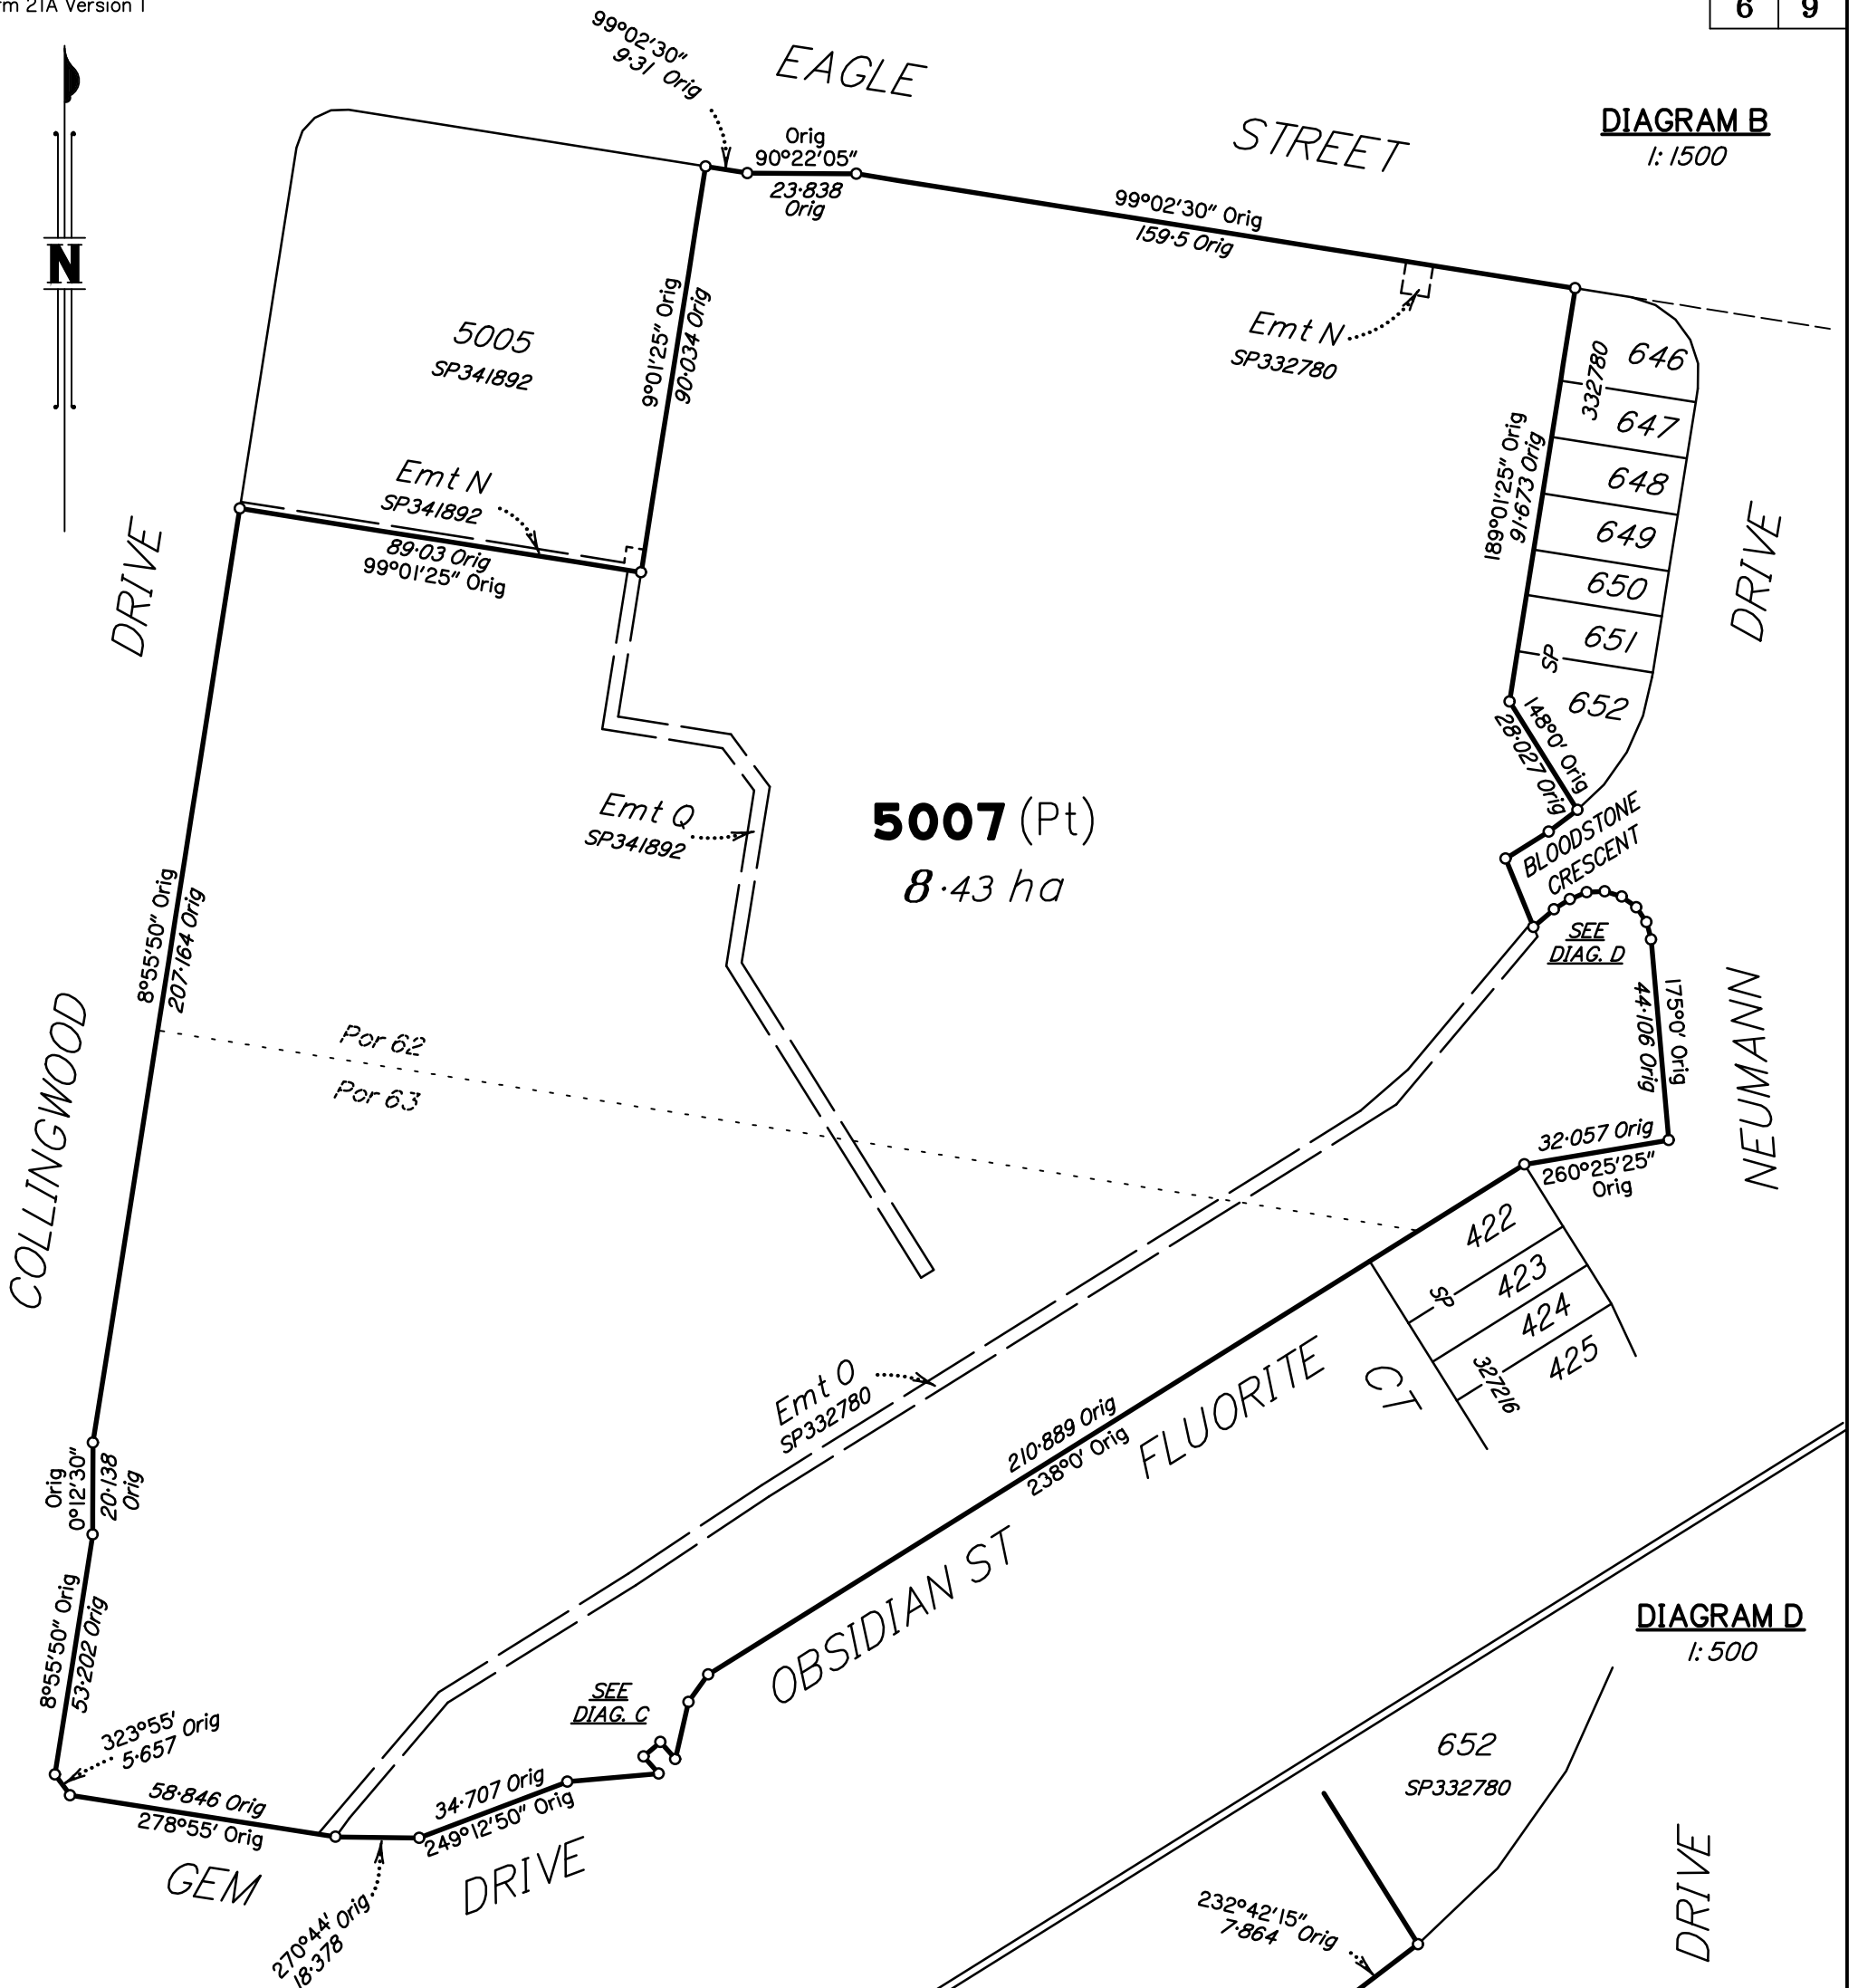 rm 21A Version 1
6 9
DIAGRAM B
1:1500
EAGLE
STREET
99°02'30"
9·31 Orig
Orig
90°22'05"
23·838
Orig
99°02'30" Orig
159·5 Orig
N
5005
SP341892
9°01'25" Orig
90·034 Orig
Emt N
SP332780
332780
SP
646
647
648
649
650
651
652
189°01'25" Orig
91·673 Orig
DRIVE
Emt N
SP341892
89·03 Orig
99°01'25" Orig
DRIVE
148°0' Orig
28·027 Orig
BLOODSTONE
CRESCENT
Emt Q
SP341892
5007 (Pt)
8·43 ha
SEE
DIAG. D
8°55'50" Orig
207·164 Orig
175°0' Orig
44·106 Orig
NEUMANN
COLLINGWOOD
Por 62
Por 63
32·057 Orig
260°25'25"
Orig
422
423
424
425
SP
327216
Emt O
SP332780
210·889 Orig
238°0' Orig
FLUORITE
CT
Orig
0°12'30"
20·138
Orig
OBSIDIAN ST
8°55'50" Orig
53·202 Orig
SEE
DIAG. C
323°55' Orig
5·657
58·846 Orig
278°55' Orig
34·707 Orig
249°12'50" Orig
GEM
DRIVE
270°44' Orig
18·378
DIAGRAM D
1:500
652
SP332780
232°42'15" Orig
7·864
DRIVE